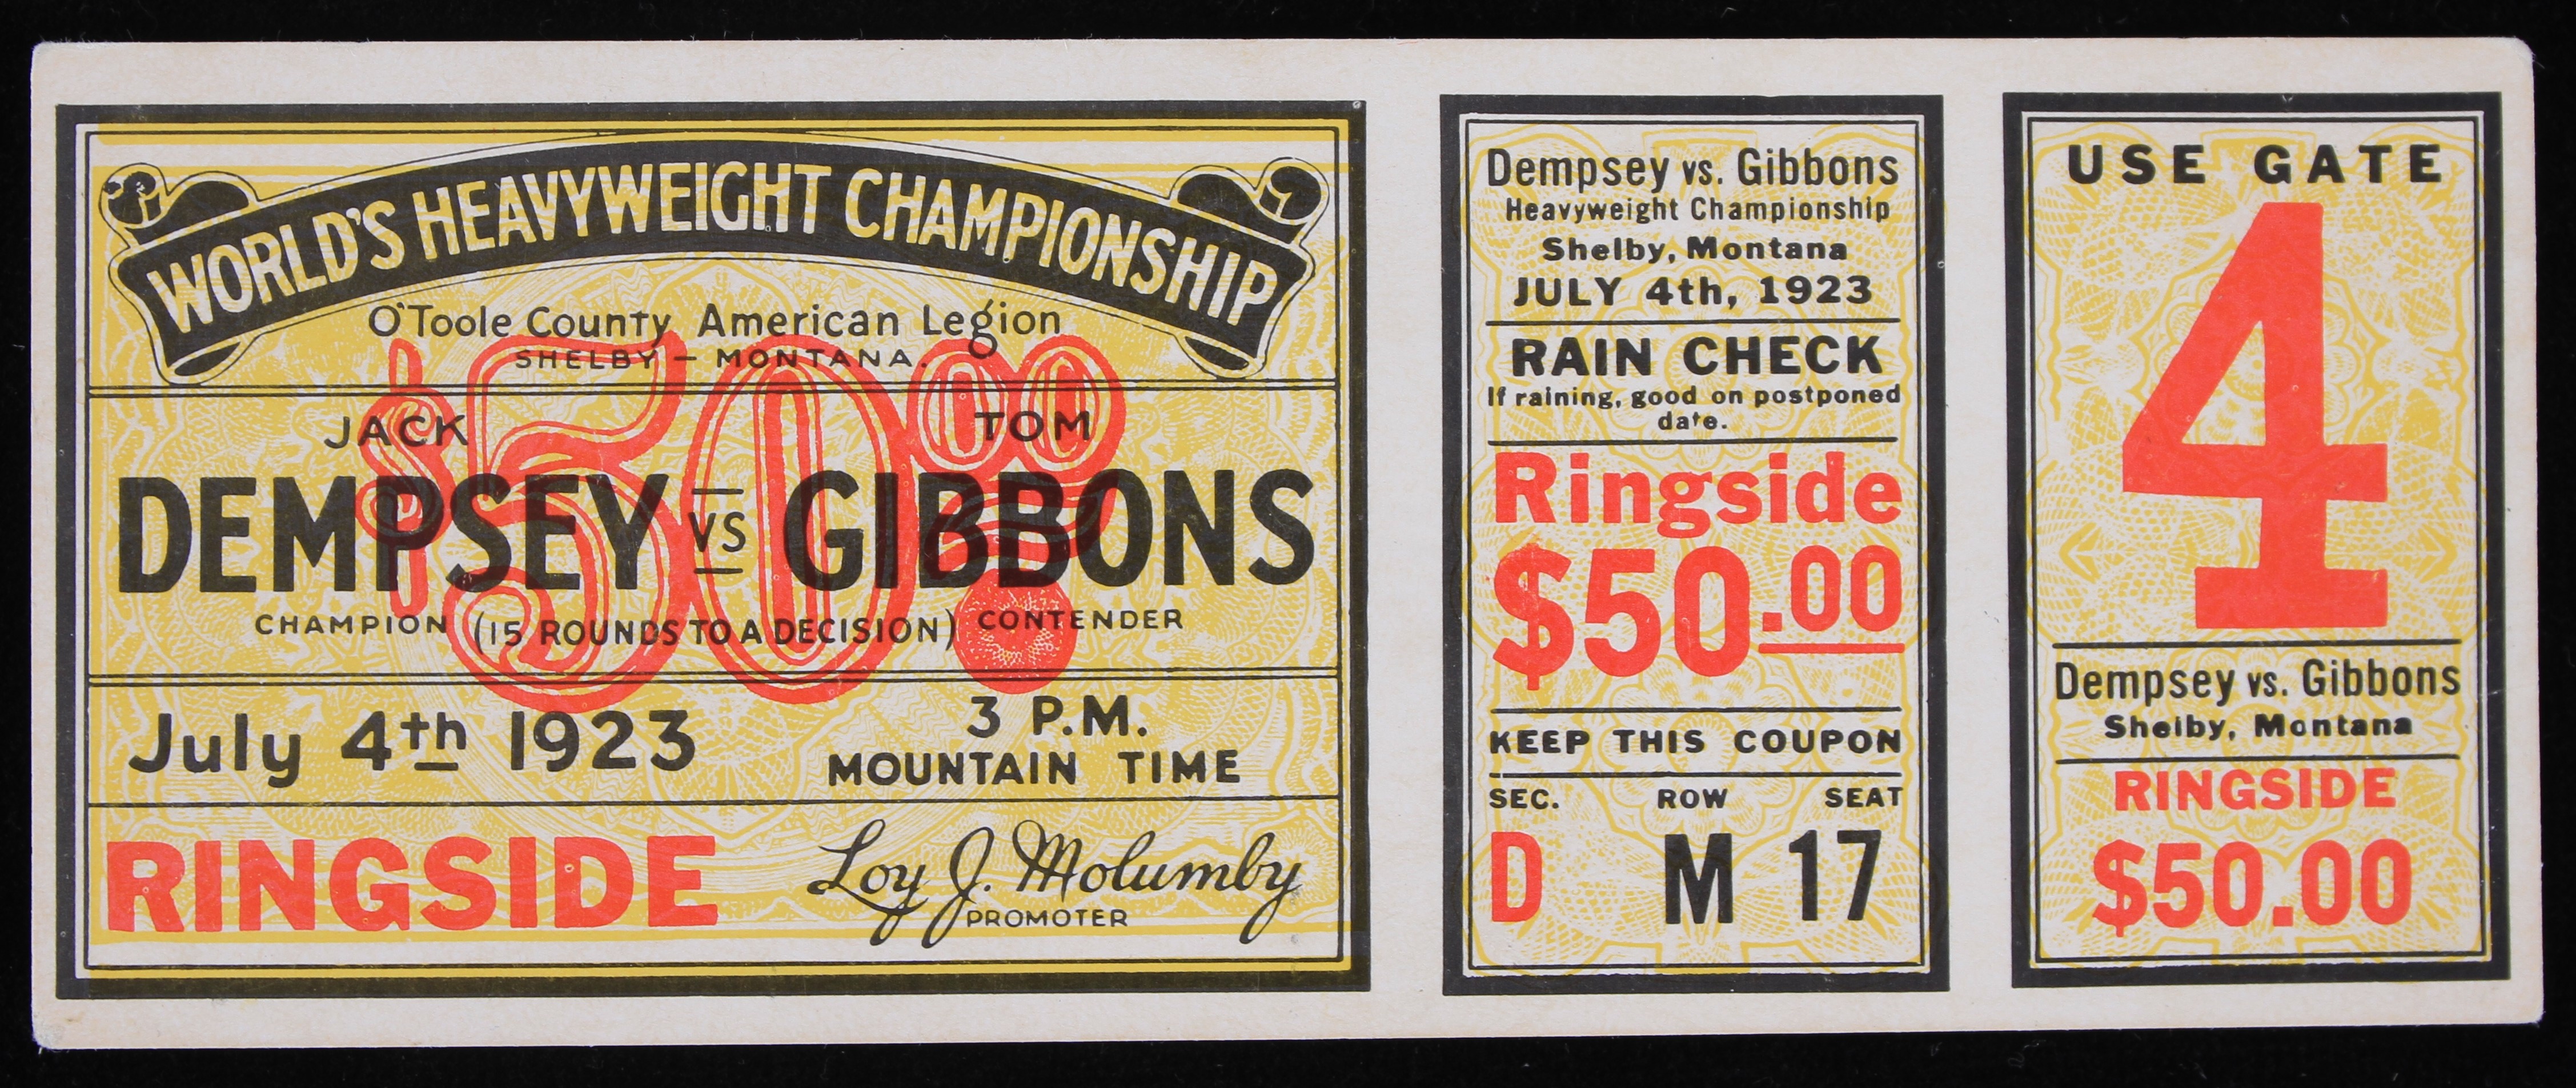 WORLD'S HEAVYWEIGHT CHAMPIONSHIP
O'Toole County American Legion
SHELBY – MONTANA.
$50.00
JACK TOM
DEMPSEY VS GIBBONS
CHAMPION (15 ROUNDS TO A DECISION) CONTENDER
July 4th 1923
3 P.M.
MOUNTAIN TIME
RINGSIDE
Loy J. Molumby
PROMOTER
Dempsey vs. Gibbons
Heavyweight Championship
Shelby, Montana
JULY 4th, 1923
RAIN CHECK
If raining, good on postponed
date.
Ringside
$50.00
KEEP THIS COUPON
SEC. ROW SEAT
D M 17
USE GATE
4
Dempsey vs. Gibbons
Shelby, Montana
RINGSIDE
$50.00